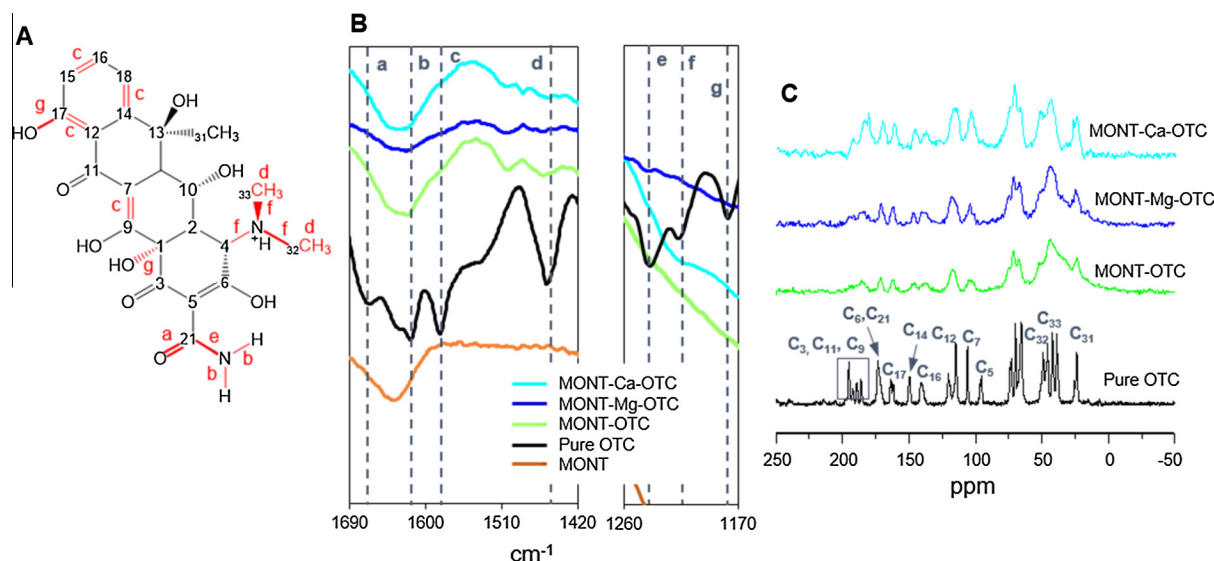 A
B
C
c
16
15
18
c
g
17
14
c
OH
HO
c
12
13
31CH3
11
O
OH
7
10
d
33CH3
c
f
d
9
2
f
N+H
f
32CH3
HO
1
4
HO
g
3
6
O
5
OH
a
21
e
H
O
N
b
b
H
a
b
c
d
e
f
g
MONT-Ca-OTC
MONT-Mg-OTC
MONT-OTC
Pure OTC
MONT
1690 1600 1510 1420
1260 1170
cm-1
MONT-Ca-OTC
MONT-Mg-OTC
MONT-OTC
C6,C21
C33
C14 C12 C7
C32
C31
C3, C11, C9
C17
C16
C5
Pure OTC
250 200 150 100 50 0 -50
ppm